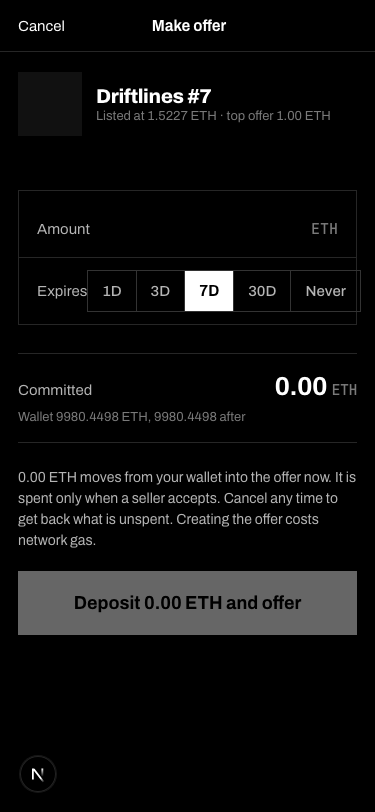 Cancel
Make offer
Driftlines #7
Listed at 1.5227 ETH · top offer 1.00 ETH
Amount
ETH
Expires
1D
3D
7D
30D
Never
Committed
0.00 ETH
Wallet 9980.4498 ETH, 9980.4498 after
0.00 ETH moves from your wallet into the offer now. It is
spent only when a seller accepts. Cancel any time to
get back what is unspent. Creating the offer costs
network gas.
Deposit 0.00 ETH and offer
N